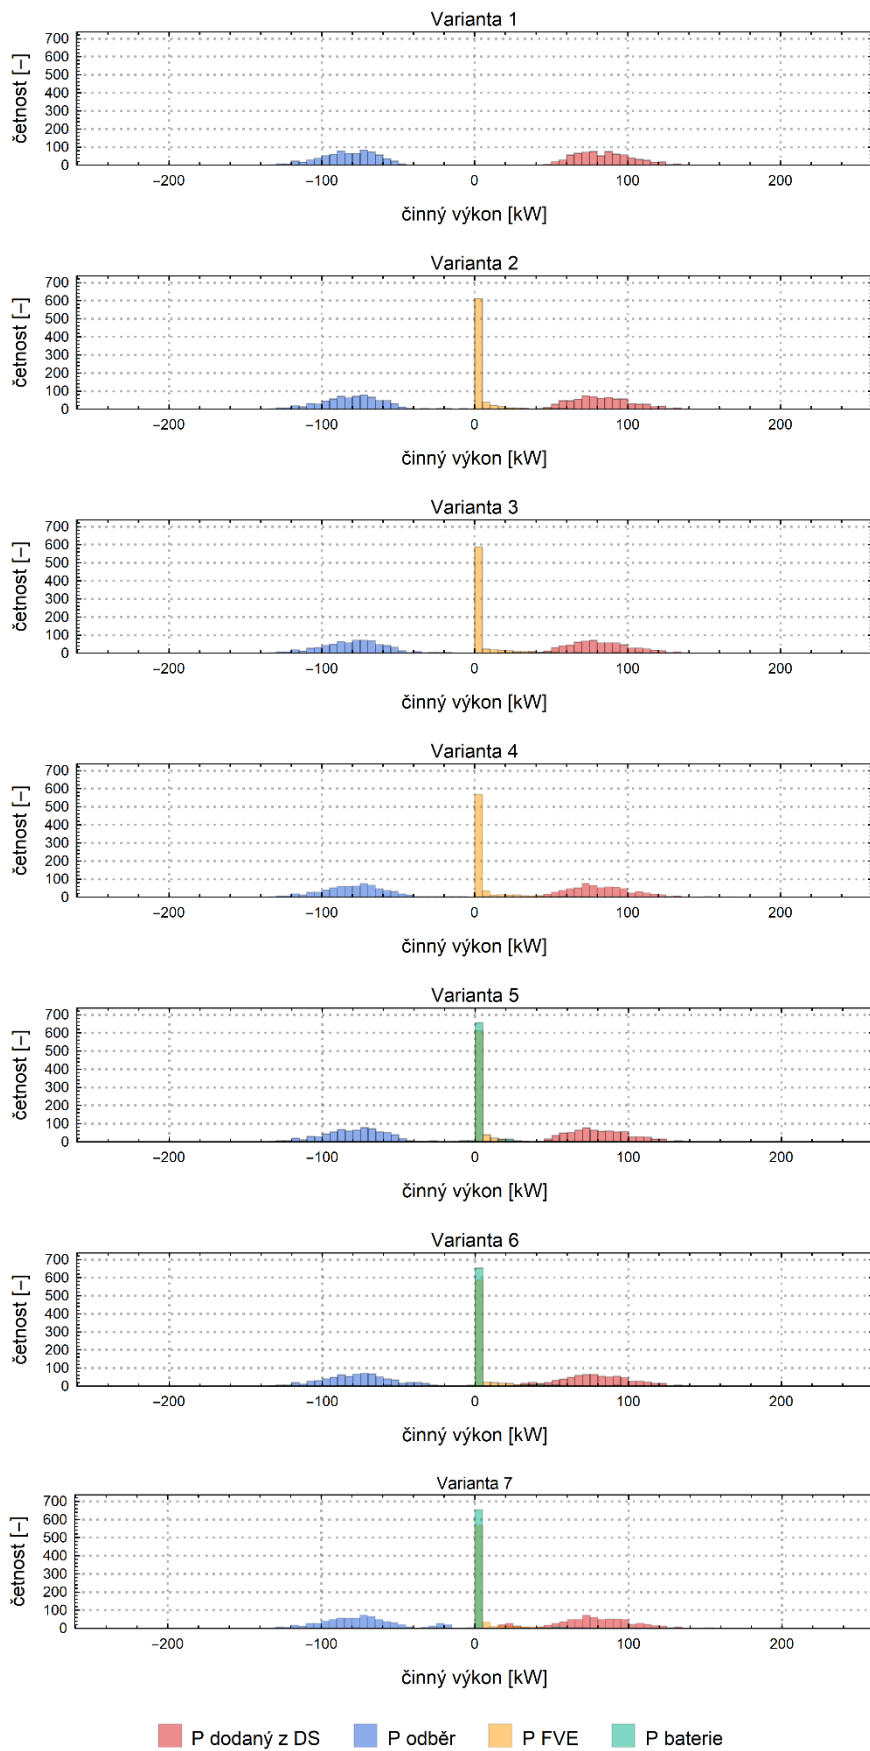 Varianta 1
četnost [–]
700
600
500
400
300
200
100
0
−200 −100 0 100 200
činný výkon [kW]
Varianta 2
četnost [–]
700
600
500
400
300
200
100
0
−200 −100 0 100 200
činný výkon [kW]
Varianta 3
četnost [–]
700
600
500
400
300
200
100
0
−200 −100 0 100 200
činný výkon [kW]
Varianta 4
četnost [–]
700
600
500
400
300
200
100
0
−200 −100 0 100 200
činný výkon [kW]
Varianta 5
četnost [–]
700
600
500
400
300
200
100
0
−200 −100 0 100 200
činný výkon [kW]
Varianta 6
četnost [–]
700
600
500
400
300
200
100
0
−200 −100 0 100 200
činný výkon [kW]
Varianta 7
četnost [–]
700
600
500
400
300
200
100
0
−200 −100 0 100 200
činný výkon [kW]
P dodaný z DS P odběr P FVE P baterie